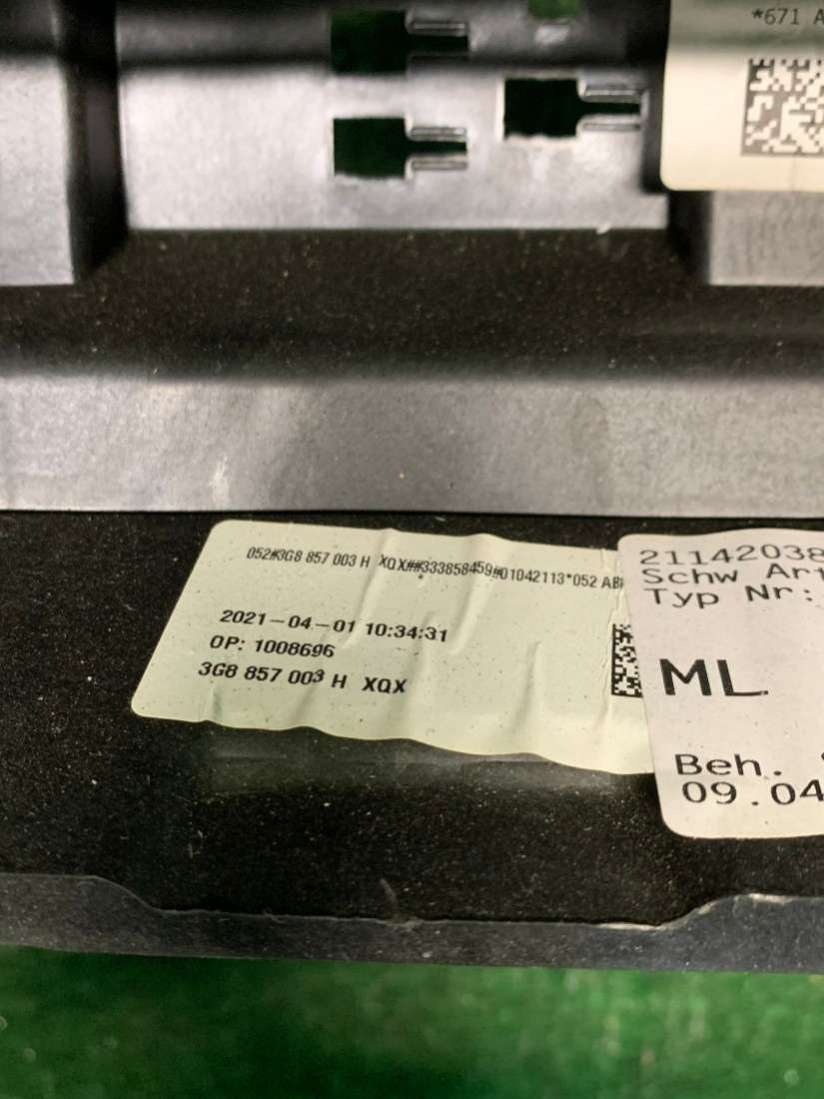 *671 A
052#3G8 857 003 H XQX##333858459#01042113*052 AB
2021-04-01 10:34:31
OP: 1008696
3G8 857 003 H XQX
21142038
Schw Art
Typ Nr:
ML
Beh.
09.04